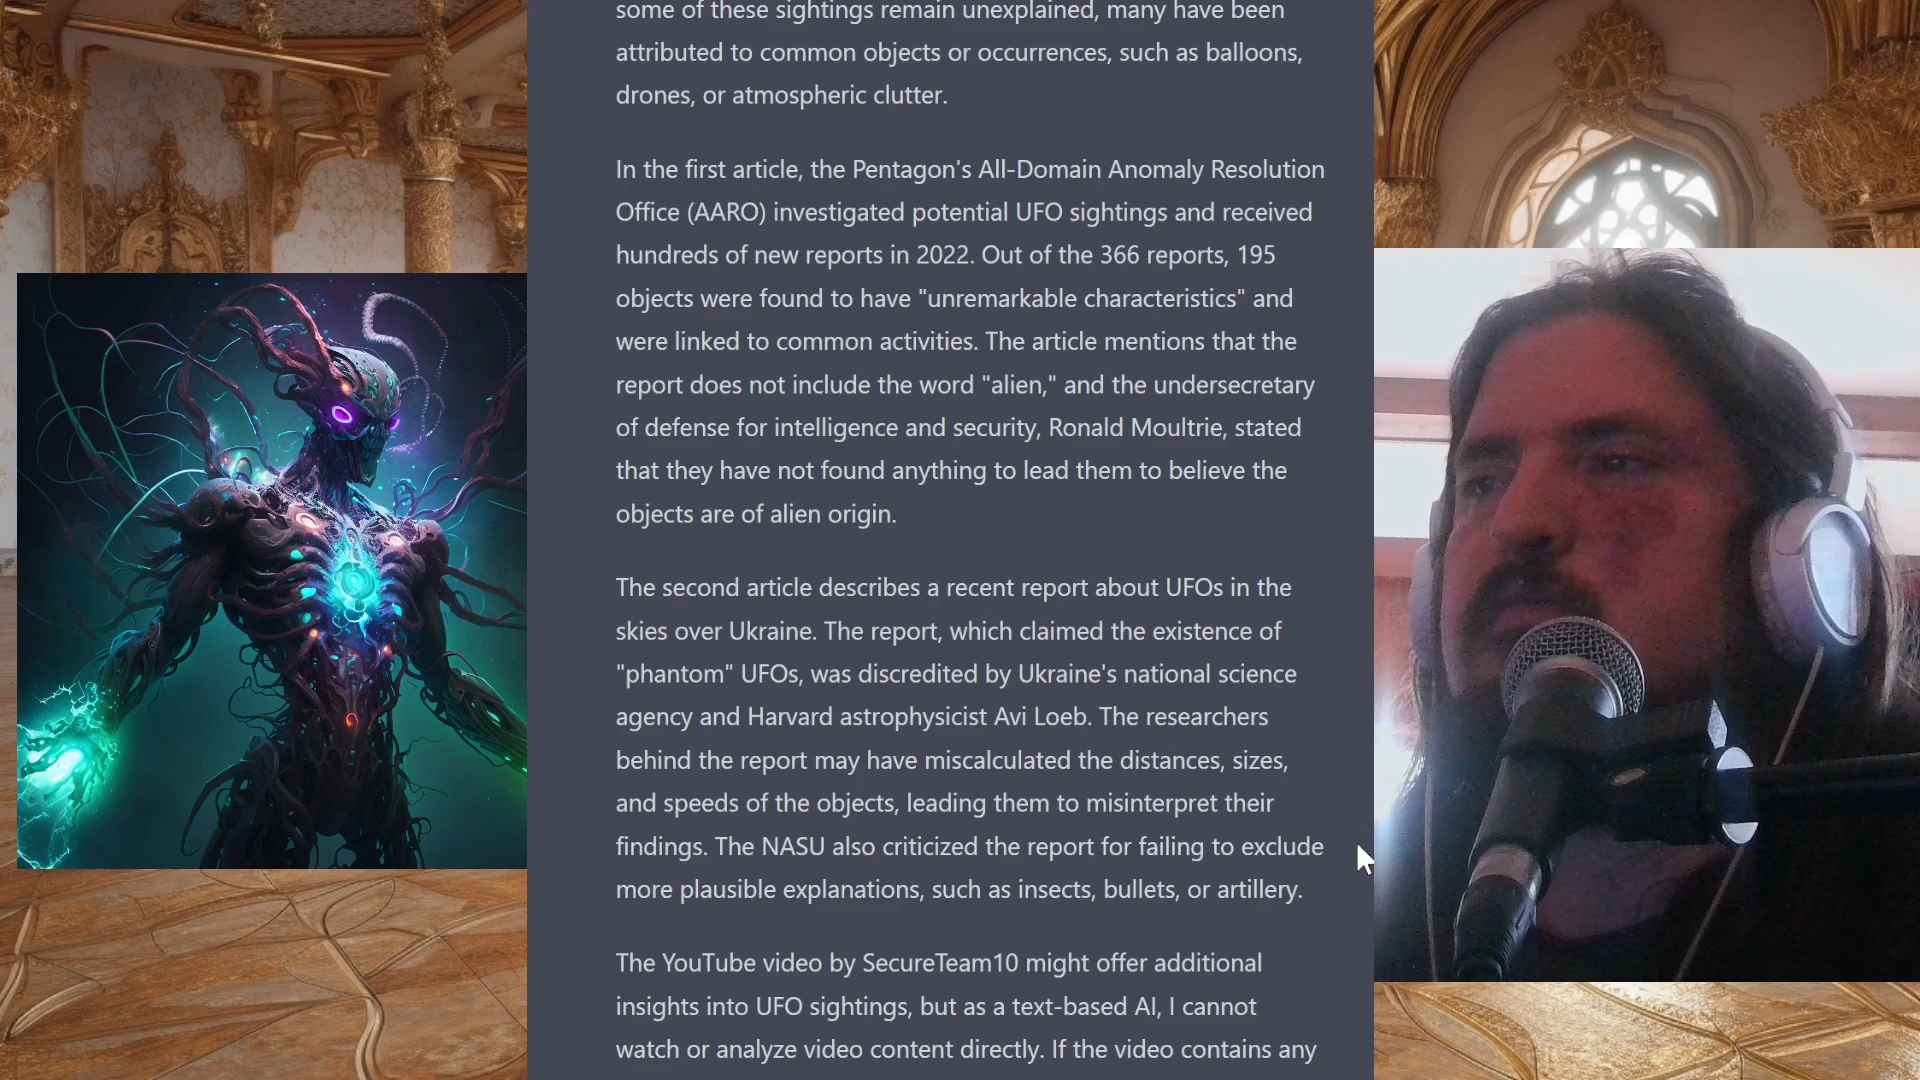 some of these sightings remain unexplained, many have been
attributed to common objects or occurrences, such as balloons,
drones, or atmospheric clutter.
In the first article, the Pentagon's All-Domain Anomaly Resolution
Office (AARO) investigated potential UFO sightings and received
hundreds of new reports in 2022. Out of the 366 reports, 195
objects were found to have "unremarkable characteristics" and
were linked to common activities. The article mentions that the
report does not include the word "alien," and the undersecretary
of defense for intelligence and security, Ronald Moultrie, stated
that they have not found anything to lead them to believe the
objects are of alien origin.
The second article describes a recent report about UFOs in the
skies over Ukraine. The report, which claimed the existence of
"phantom" UFOs, was discredited by Ukraine's national science
agency and Harvard astrophysicist Avi Loeb. The researchers
behind the report may have miscalculated the distances, sizes,
and speeds of the objects, leading them to misinterpret their
findings. The NASU also criticized the report for failing to exclude
more plausible explanations, such as insects, bullets, or artillery.
The YouTube video by SecureTeam10 might offer additional
insights into UFO sightings, but as a text-based AI, I cannot
watch or analyze video content directly. If the video contains any